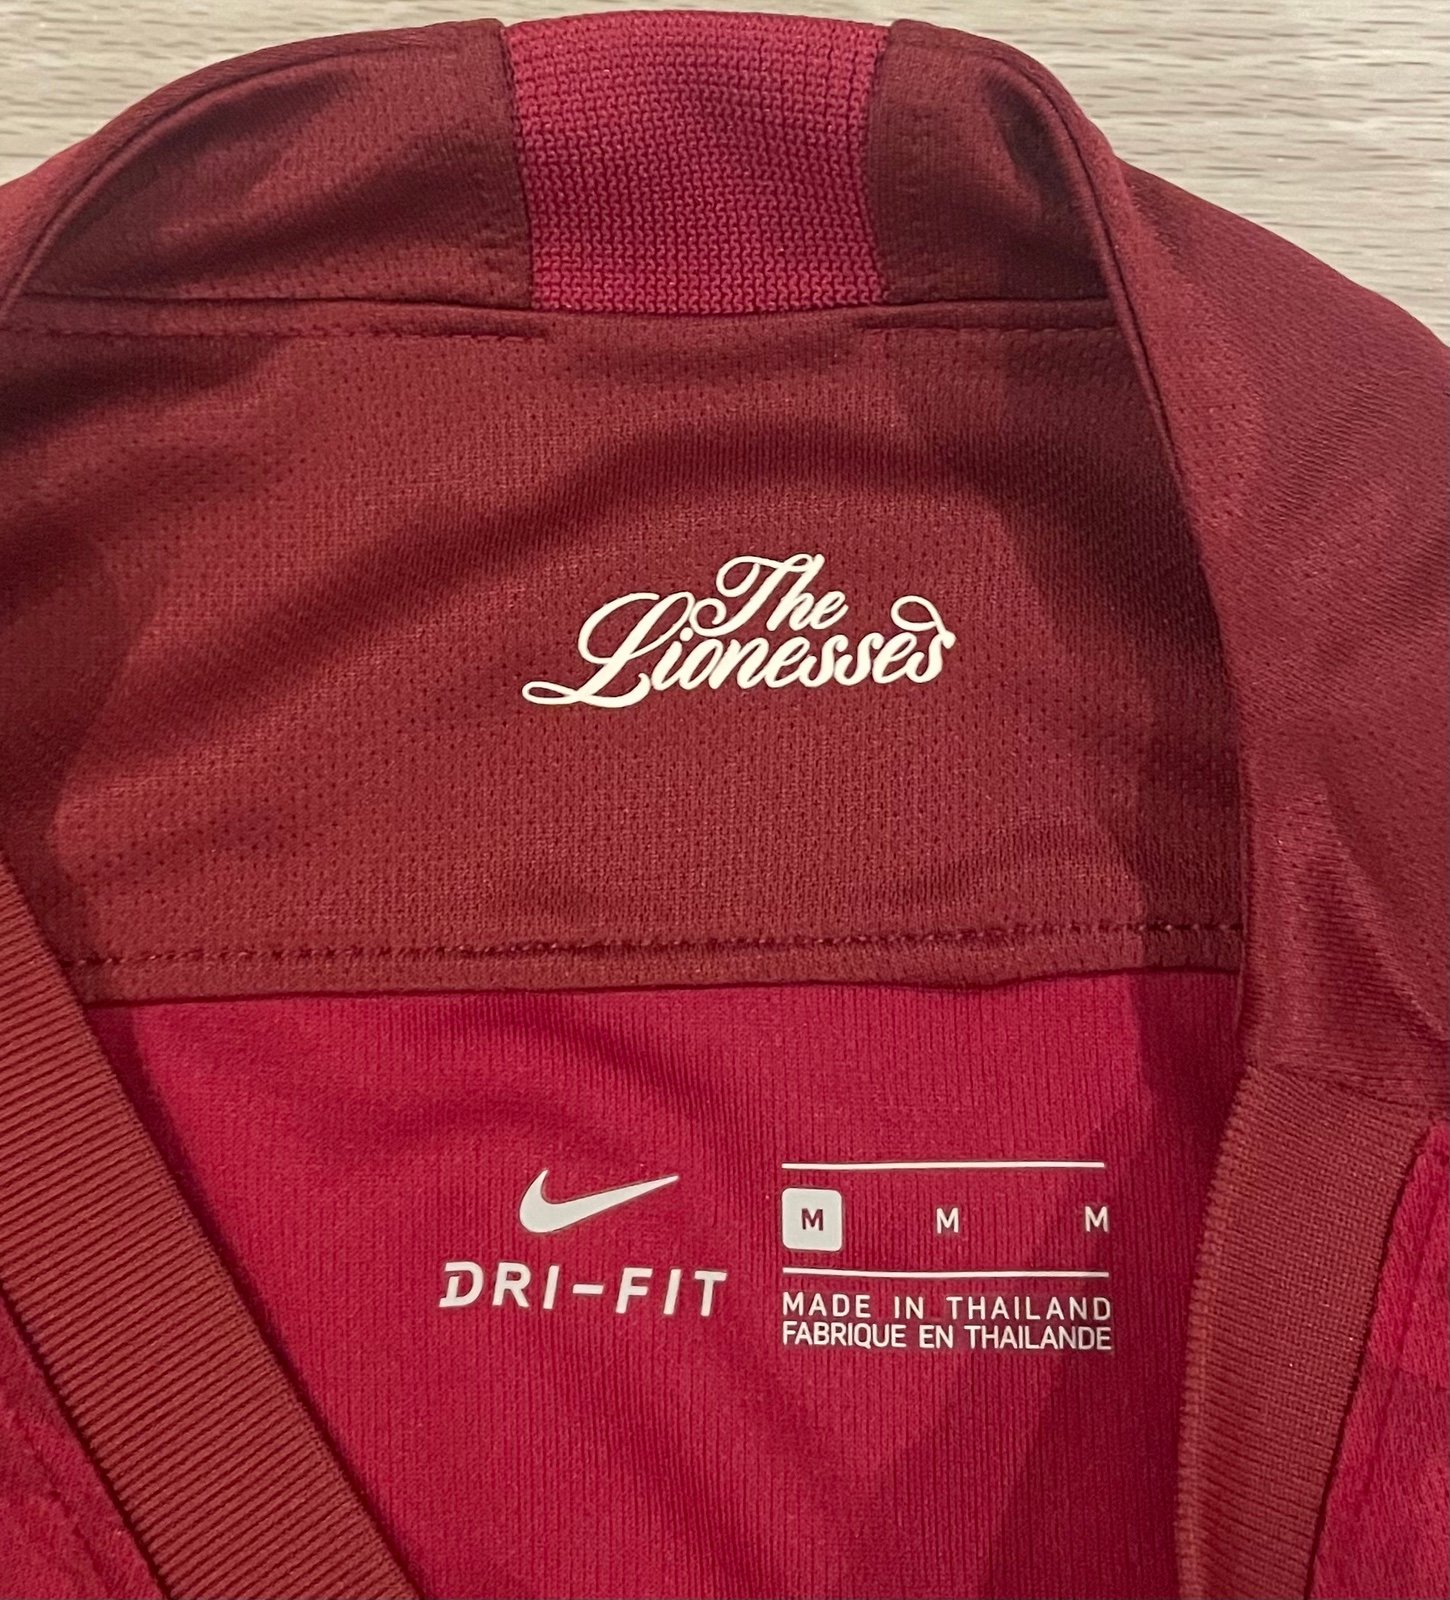 The
Lionesses
DRI-FIT
M M M
MADE IN THAILAND
FABRIQUE EN THAILANDE